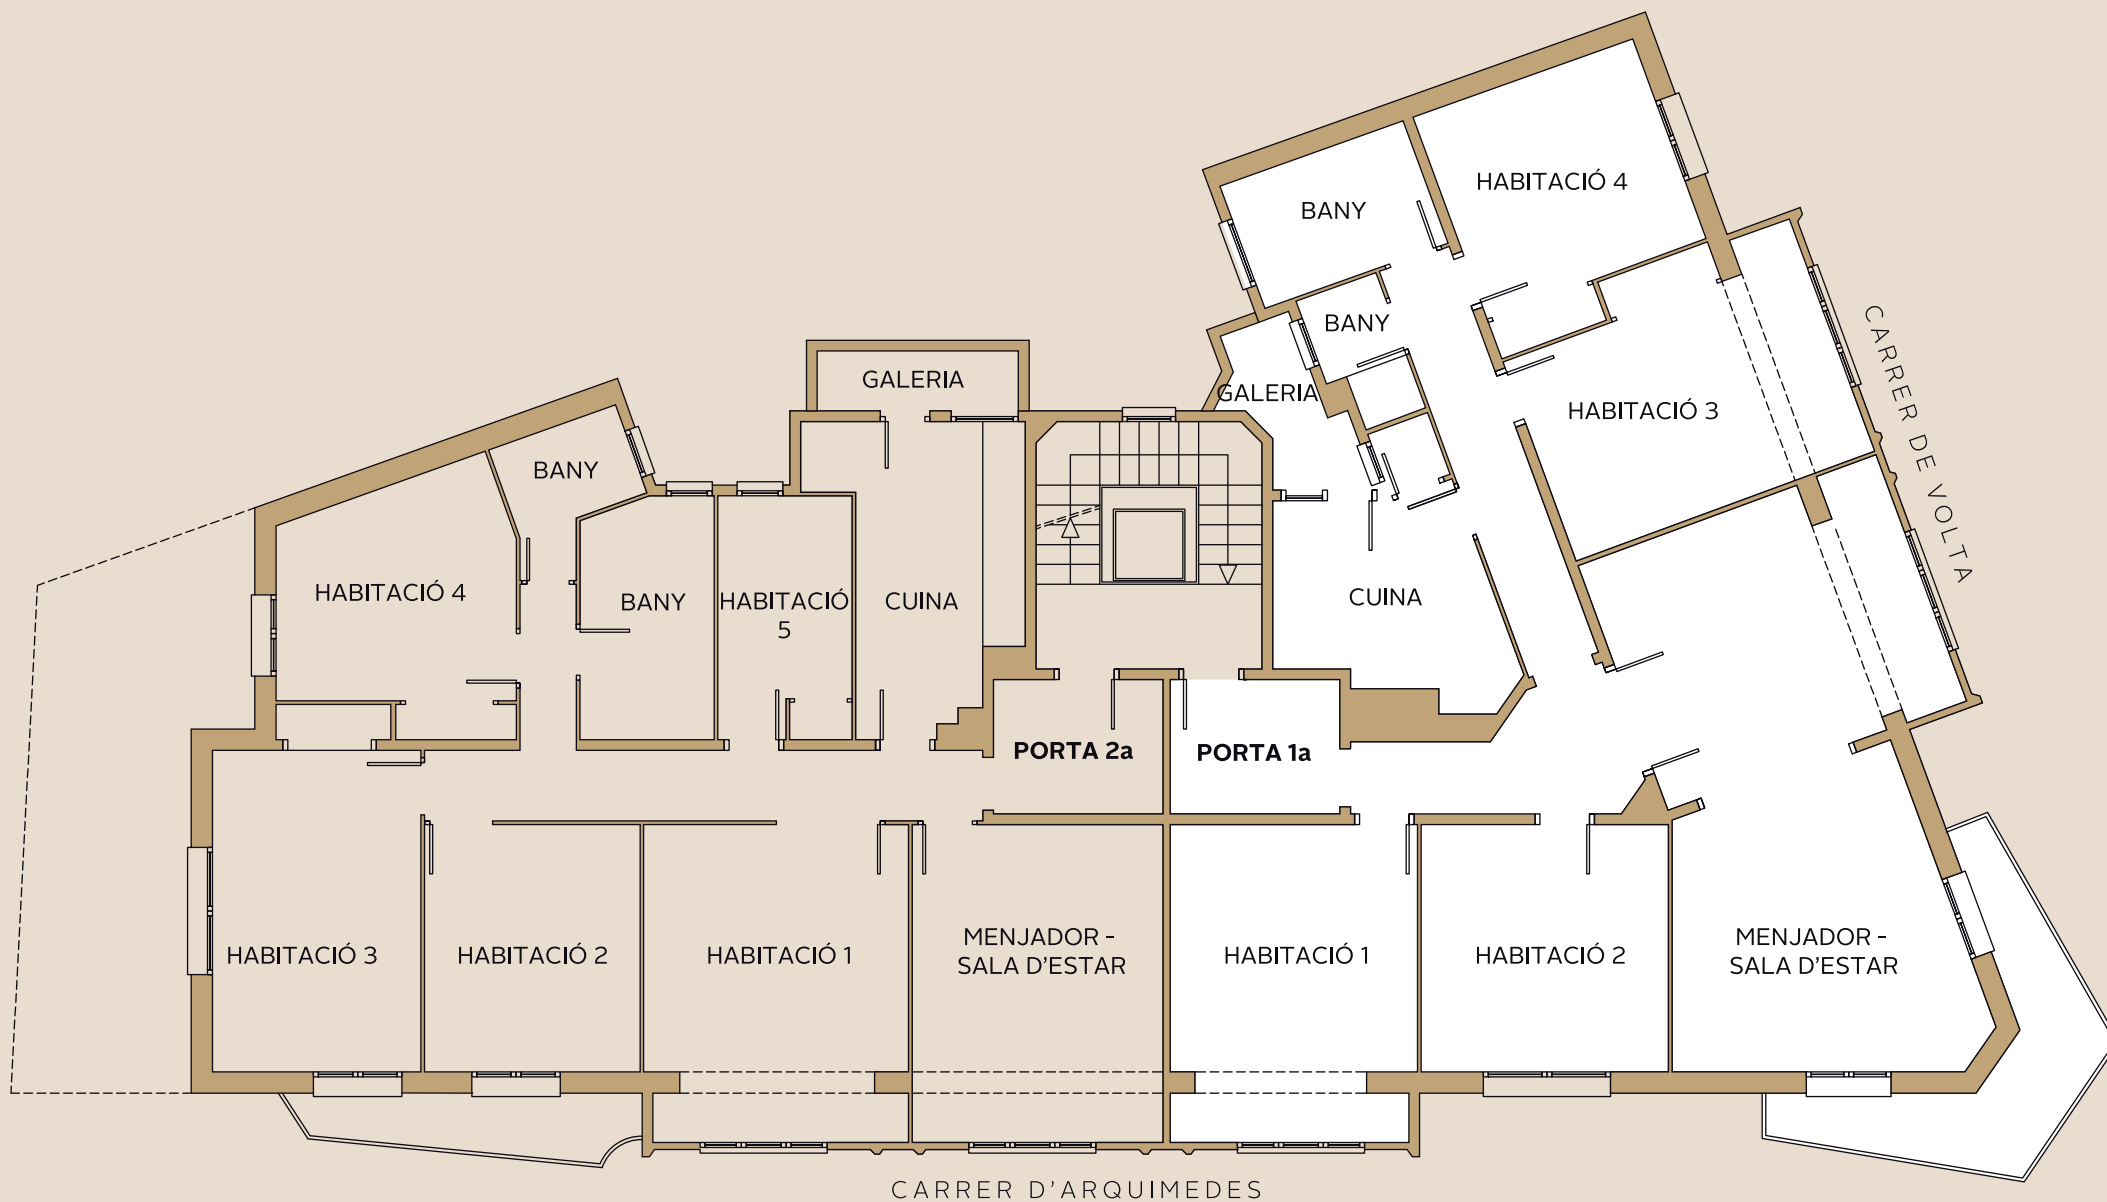 HABITACIÓ 4
BANY
BANY
CARRER DE VOLTA
GALERIA
GALERIA
HABITACIÓ 3
BANY
HABITACIÓ 4
BANY
HABITACIÓ
5
CUINA
CUINA
PORTA 2a
PORTA 1a
HABITACIÓ 3
HABITACIÓ 2
HABITACIÓ 1
MENJADOR -
SALA D'ESTAR
HABITACIÓ 1
HABITACIÓ 2
MENJADOR -
SALA D'ESTAR
CARRER D'ARQUIMEDES